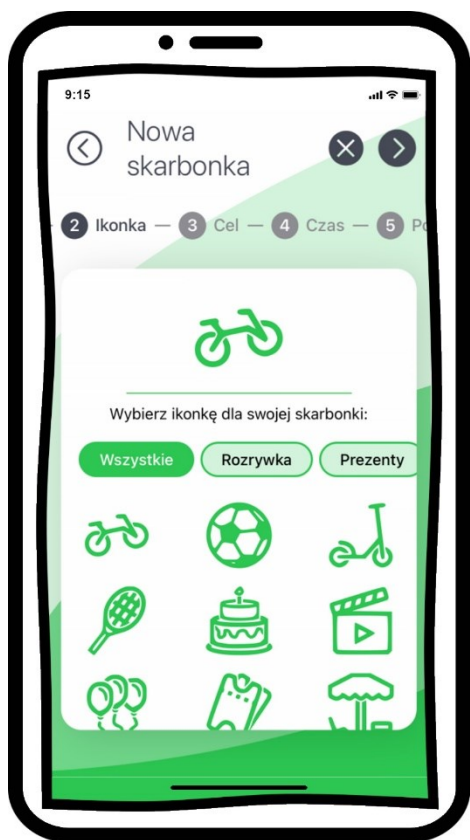 9:15
Nowa
skarbonka
2 Ikonka — 3 Cel — 4 Czas — 5
Wybierz ikonkę dla swojej skarbonki:
Wszystkie Rozrywka Prezenty